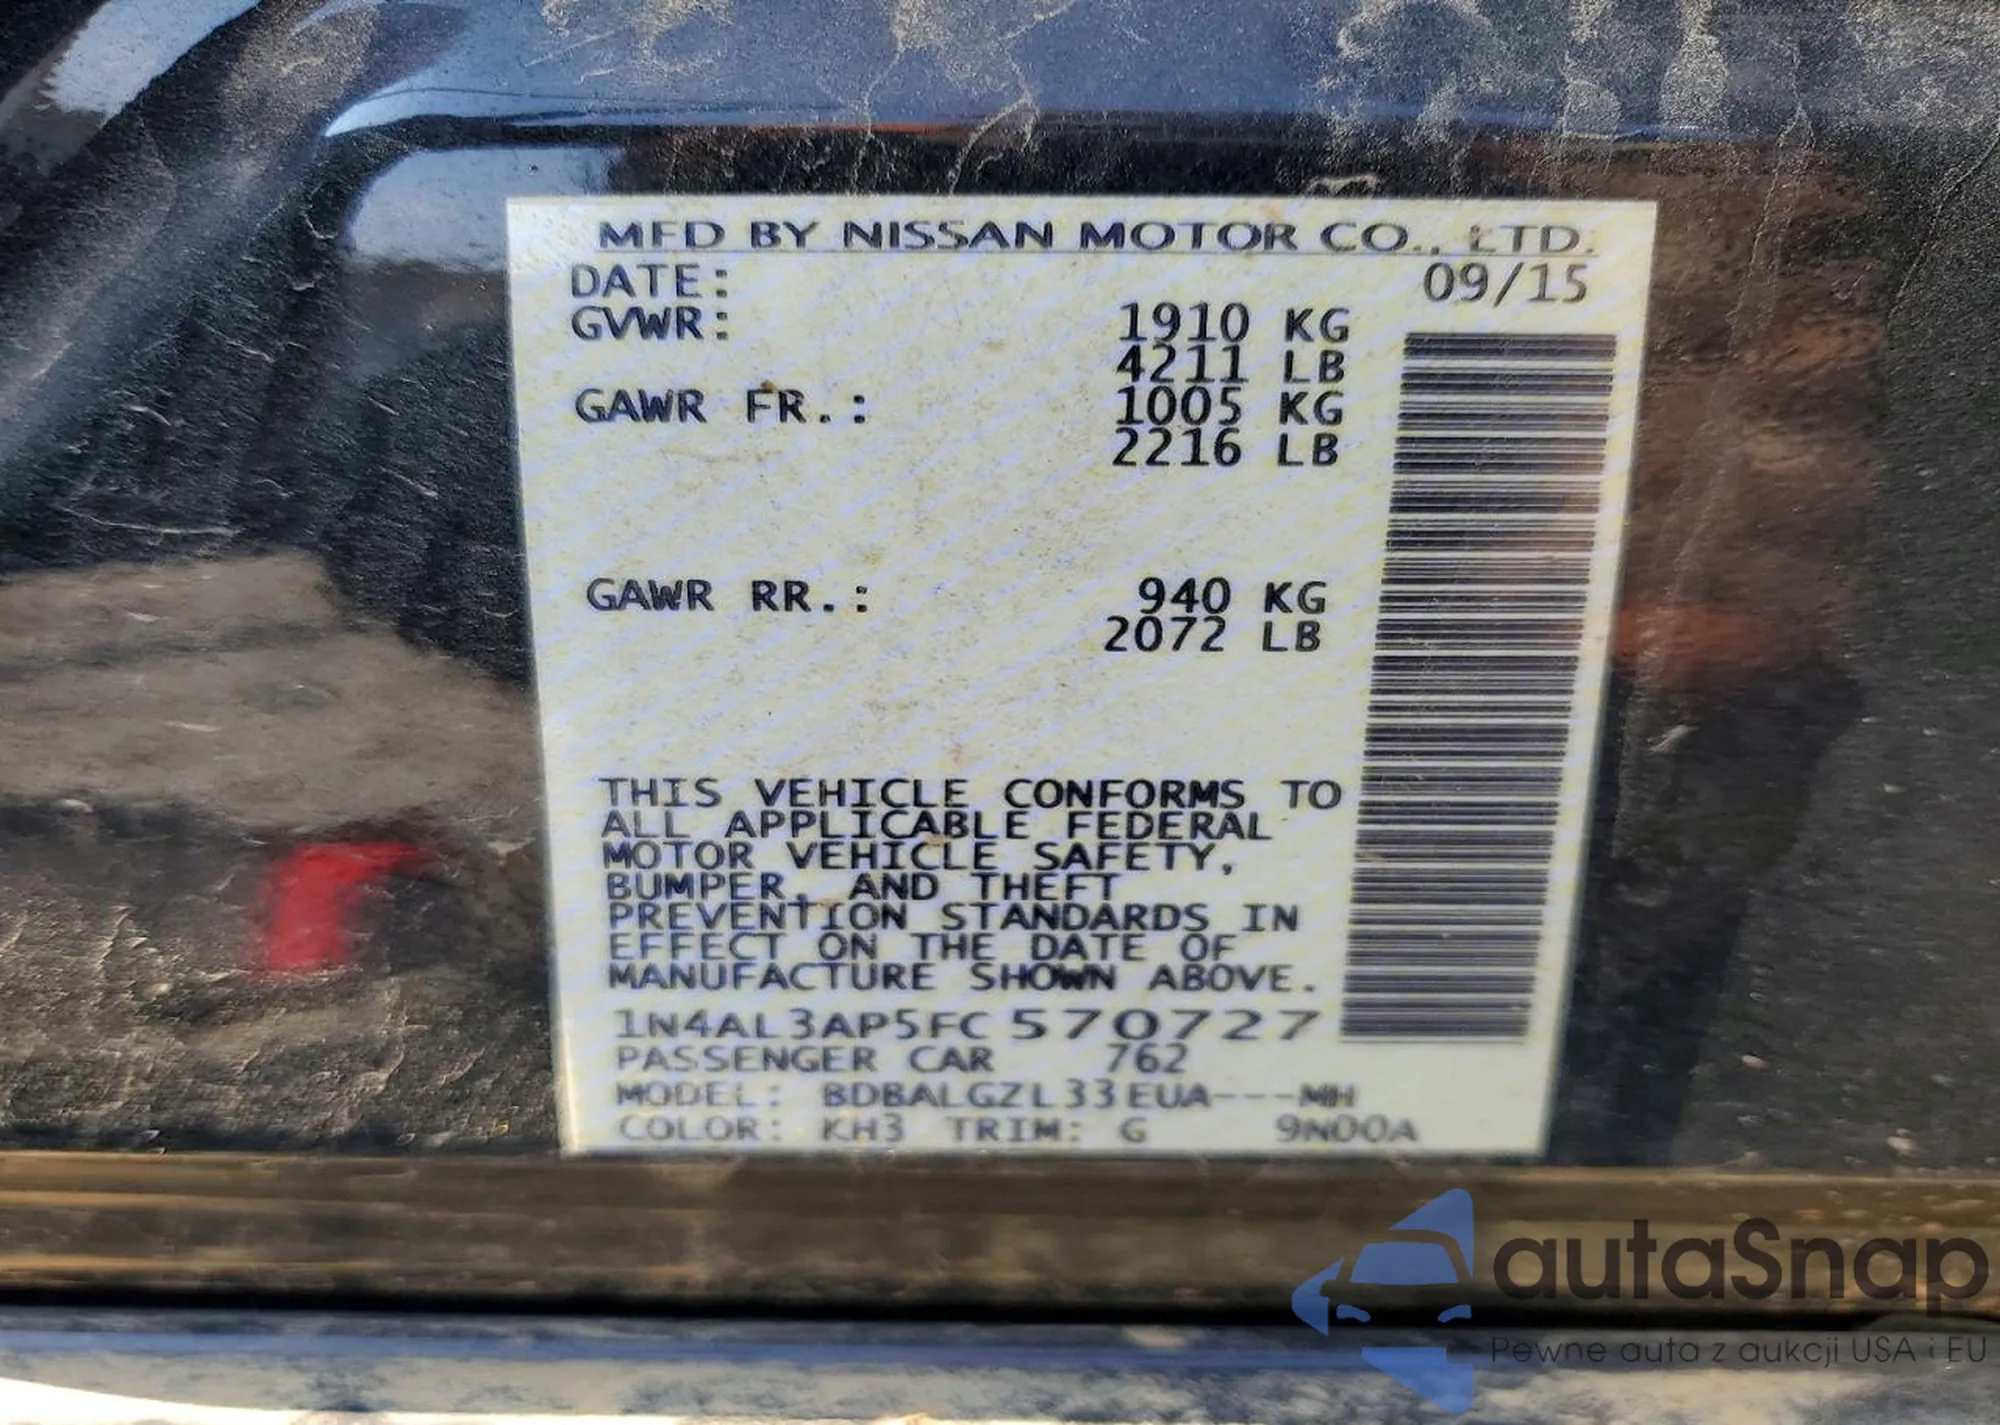 MFD BY NISSAN MOTOR CO., LTD.
DATE: 09/15
GVWR: 1910 KG
4211 LB
GAWR FR.: 1005 KG
2216 LB
GAWR RR.: 940 KG
2072 LB
THIS VEHICLE CONFORMS TO
ALL APPLICABLE FEDERAL
MOTOR VEHICLE SAFETY,
BUMPER, AND THEFT
PREVENTION STANDARDS IN
EFFECT ON THE DATE OF
MANUFACTURE SHOWN ABOVE.
1N4AL3AP5FC570727
PASSENGER CAR 762
MODEL: BDBALGZL33EUA---MH
COLOR: KH3 TRIM: G 9N00A
autaSnap
Pewne auta z aukcji USA i EU